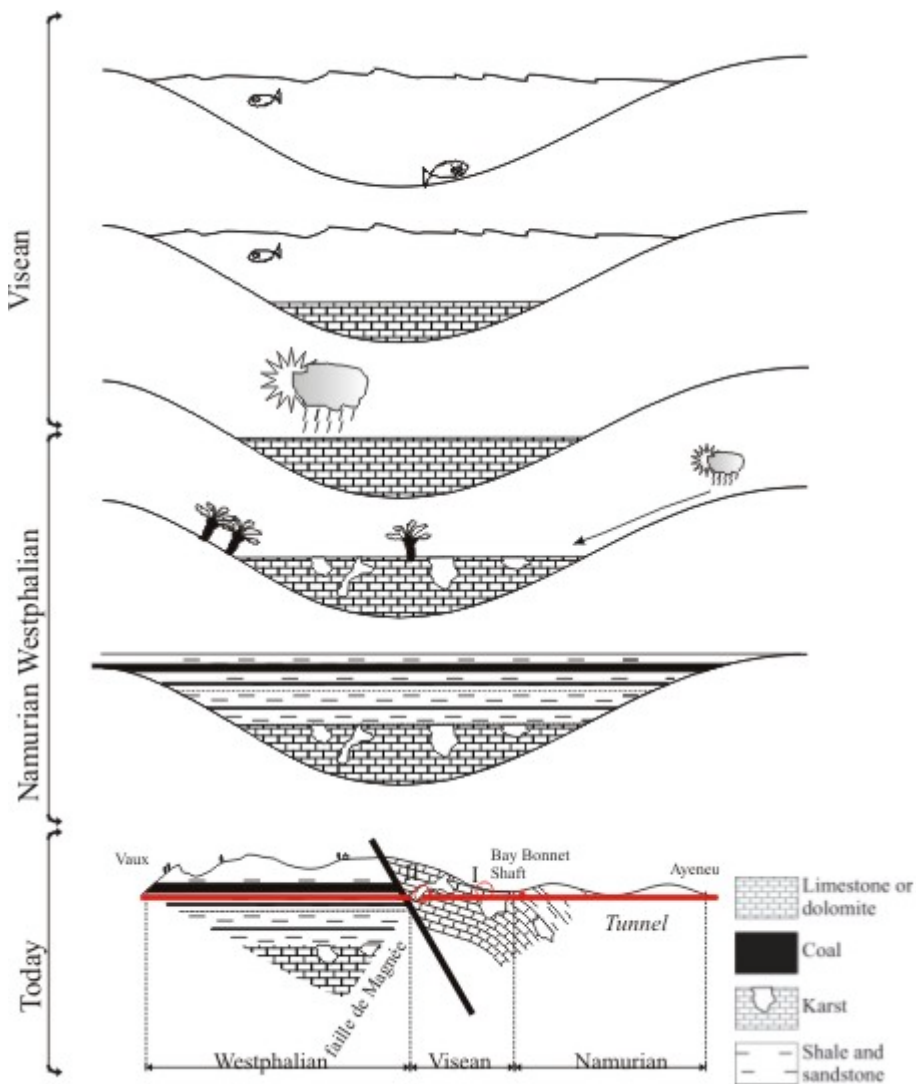 Visean
Namurian Westphalian
Today
Vaux
II
I
Bay Bonnet
Shaft
Ayeneu
Tunnel
faille de Magnée
Westphalian
Visean
Namurian
Limestone or
dolomite
Coal
Karst
Shale and
sandstone